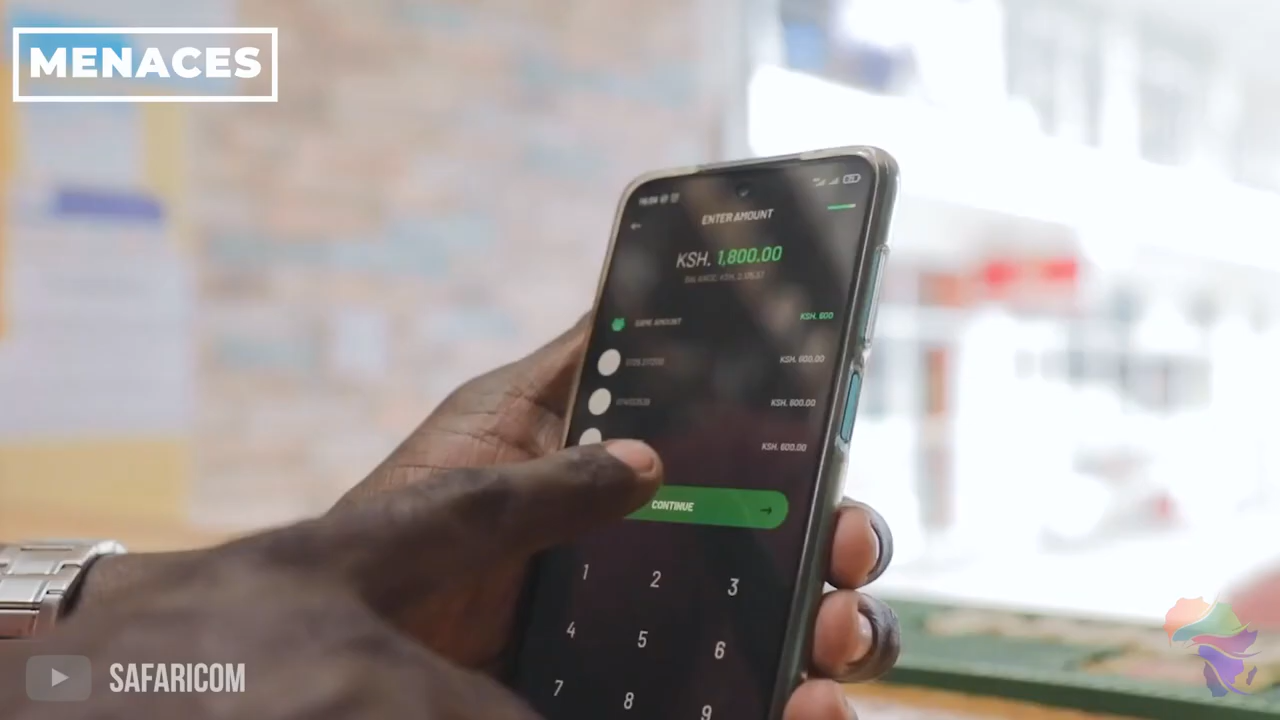 MENACES
ENTER AMOUNT
KSH. 1,800.00
SAME AMOUNT
KSH. 600
KSH. 600.00
KSH. 600.00
KSH. 600.00
CONTINUE →
1 2 3
4 5 6
7 8 9
SAFARICOM